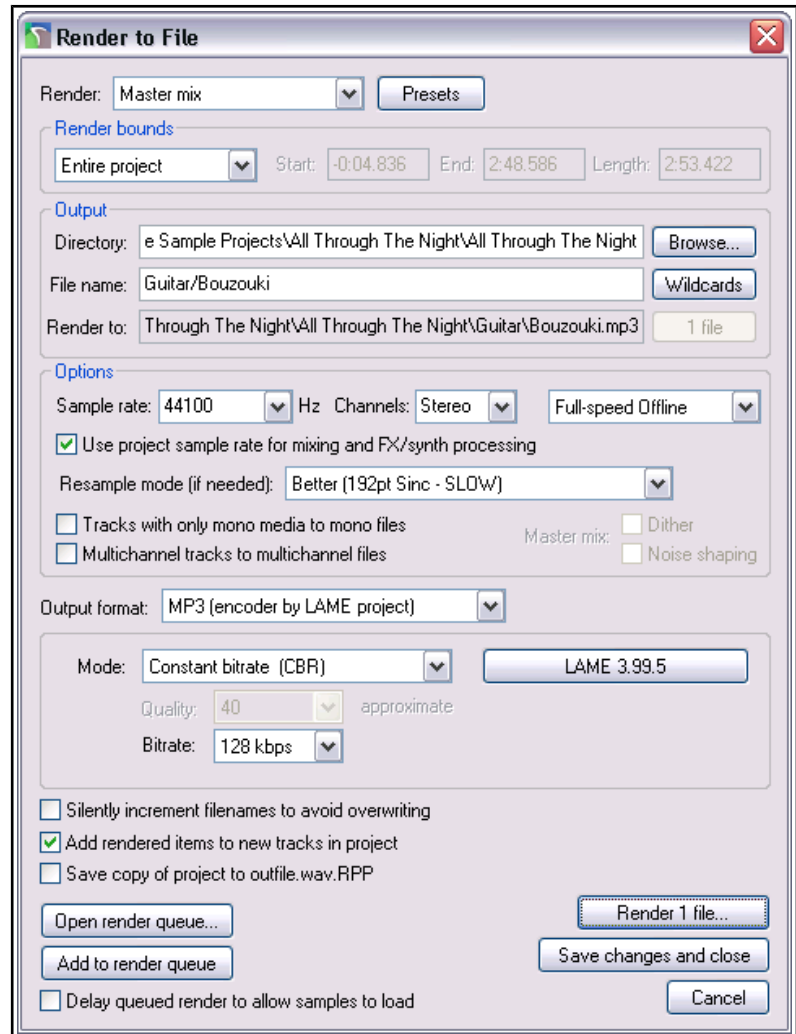 Render to File
Render: Master mix Presets
Render bounds
Entire project Start: -0:04.836 End: 2:48.586 Length: 2:53.422
Output
Directory: e Sample Projects\All Through The Night\All Through The Night Browse...
File name: Guitar/Bouzouki Wildcards
Render to: Through The Night\All Through The Night\Guitar\Bouzouki.mp3 1 file
Options
Sample rate: 44100 Hz Channels: Stereo Full-speed Offline
Use project sample rate for mixing and FX/synth processing
Resample mode (if needed): Better (192pt Sinc - SLOW)
Tracks with only mono media to mono files Master mix: Dither
Multichannel tracks to multichannel files Noise shaping
Output format: MP3 (encoder by LAME project)
Mode: Constant bitrate (CBR) LAME 3.99.5
Quality: 40 approximate
Bitrate: 128 kbps
Silently increment filenames to avoid overwriting
Add rendered items to new tracks in project
Save copy of project to outfile.wav.RPP
Open render queue... Render 1 file...
Add to render queue Save changes and close
Delay queued render to allow samples to load Cancel